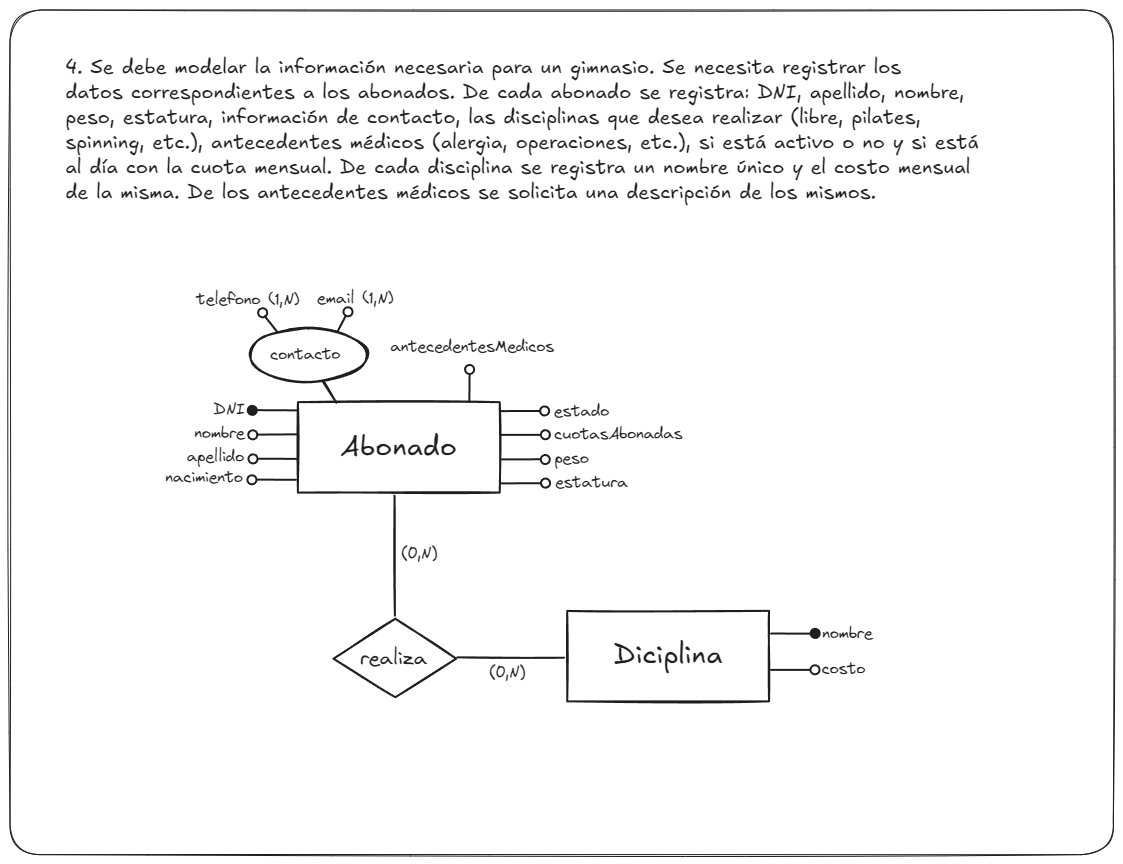 4. Se debe modelar la información necesaria para un gimnasio. Se necesita registrar los
datos correspondientes a los abonados. De cada abonado se registra: DNI, apellido, nombre,
peso, estatura, información de contacto, las disciplinas que desea realizar (libre, pilates,
spinning, etc.), antecedentes médicos (alergia, operaciones, etc.), si está activo o no y si está
al día con la cuota mensual. De cada disciplina se registra un nombre único y el costo mensual
de la misma. De los antecedentes médicos se solicita una descripción de los mismos.
telefono (1,N) email (1,N)
contacto
antecedentesMedicos
DNI
nombre
apellido
nacimiento
Abonado
estado
cuotasAbonadas
peso
estatura
(0,N)
realiza
(0,N)
Diciplina
nombre
costo